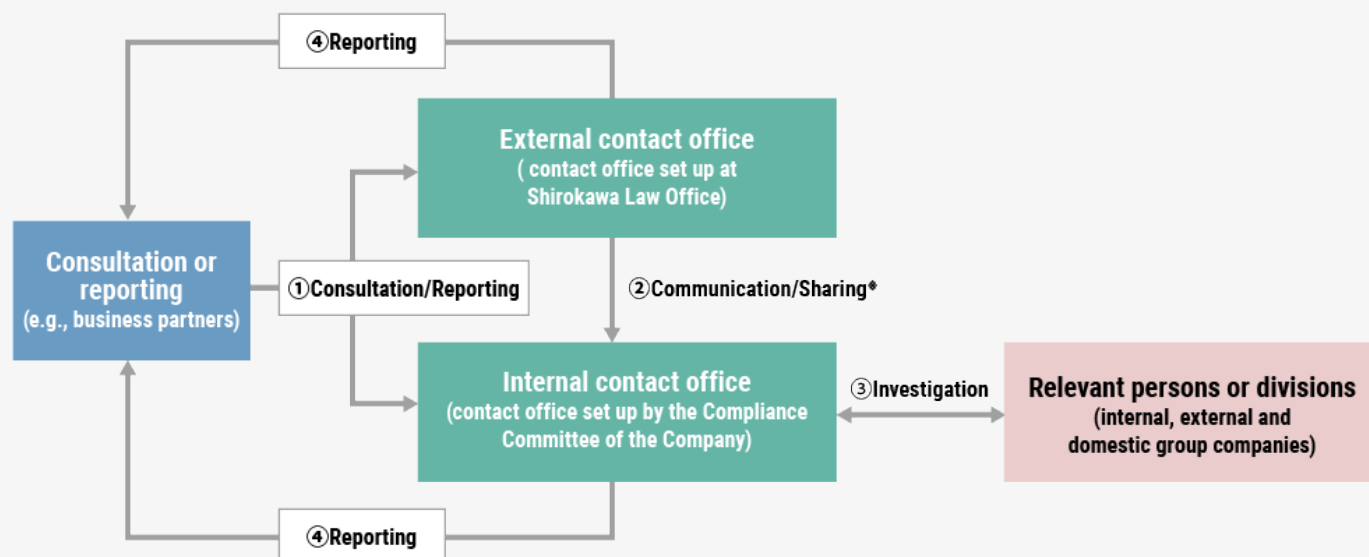 ④Reporting
External contact office
( contact office set up at
Shirokawa Law Office)
Consultation or
reporting
(e.g., business partners)
①Consultation/Reporting
②Communication/Sharing*
Internal contact office
(contact office set up by the Compliance
Committee of the Company)
③Investigation
Relevant persons or divisions
(internal, external and
domestic group companies)
④Reporting